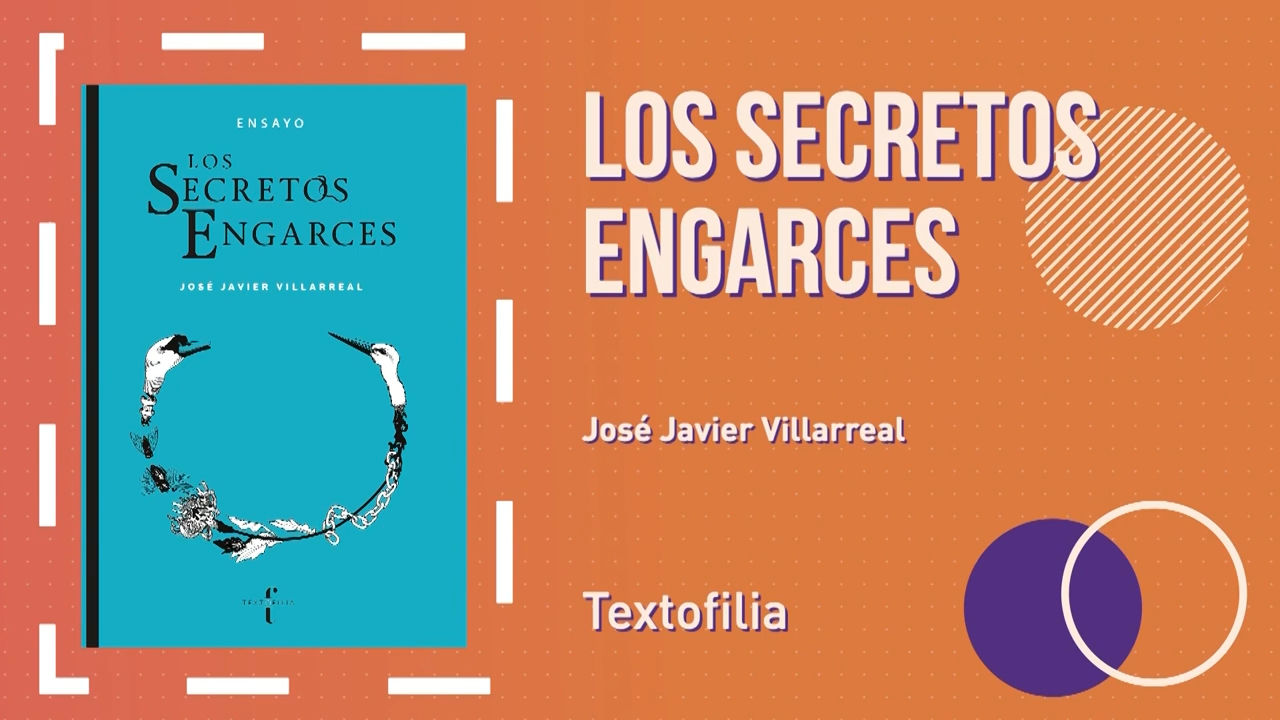 ENSAYO
LOS
SECRETOS
ENGARCES
JOSÉ JAVIER VILLARREAL
TEXTOFILIA
LOS SECRETOS
ENGARCES
José Javier Villarreal
Textofilia